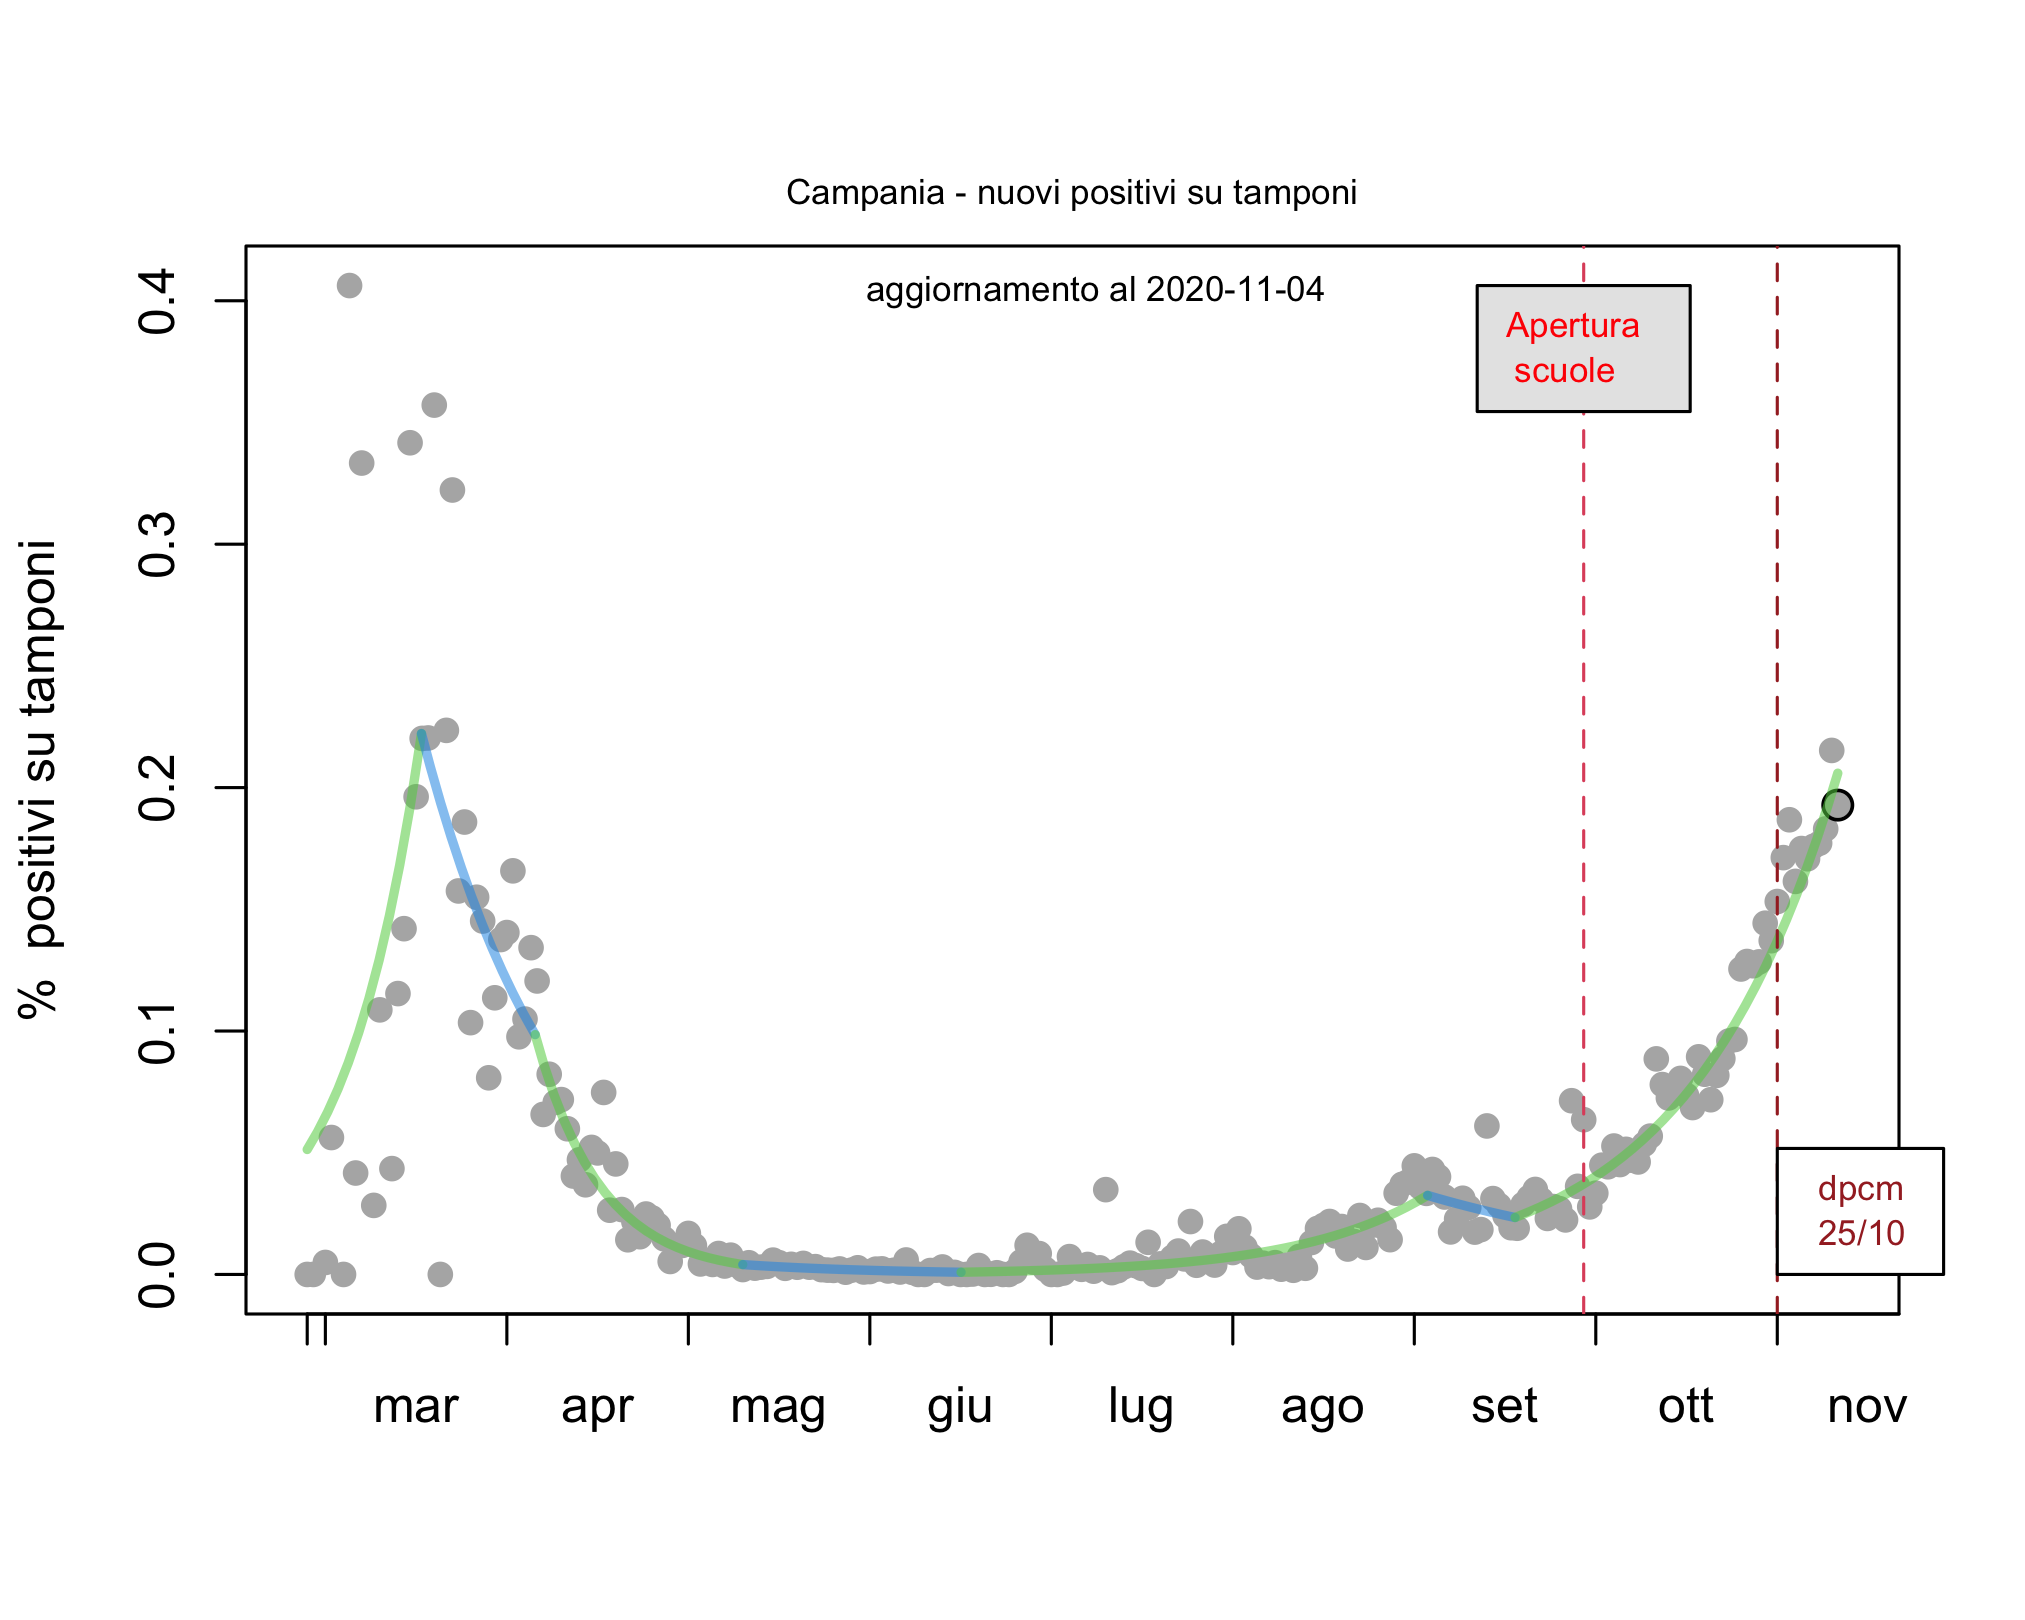 Campania - nuovi positivi su tamponi
aggiornamento al 2020-11-04
Apertura
scuole
% positivi su tamponi
0.4
0.3
0.2
0.1
0.0
dpcm
25/10
mar apr mag giu lug ago set ott nov